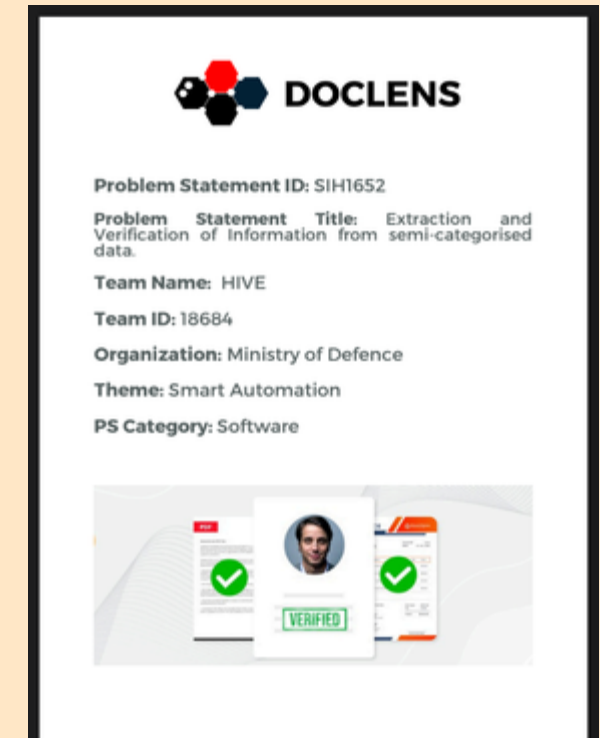 DOCLENS
Problem Statement ID: SIH1652
Problem Statement Title: Extraction and
Verification of Information from semi-categorised
data.
Team Name: HIVE
Team ID: 18684
Organization: Ministry of Defence
Theme: Smart Automation
PS Category: Software
PDF
VERIFIED